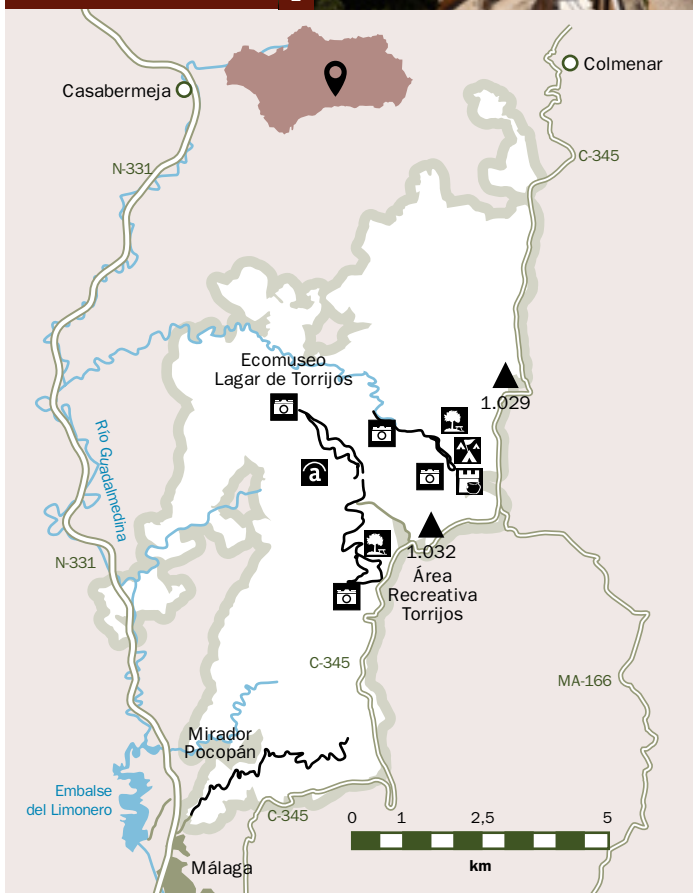 Colmenar
Casabermeja
C-345
N-331
Ecomuseo
Lagar de Torrijos
1.029
Río Guadalmedina
a
1.032
N-331
Área
Recreativa
Torrijos
C-345
MA-166
Mirador
Pocopán
Embalse
del Limonero
C-345
0 1 2,5 5
km
Málaga